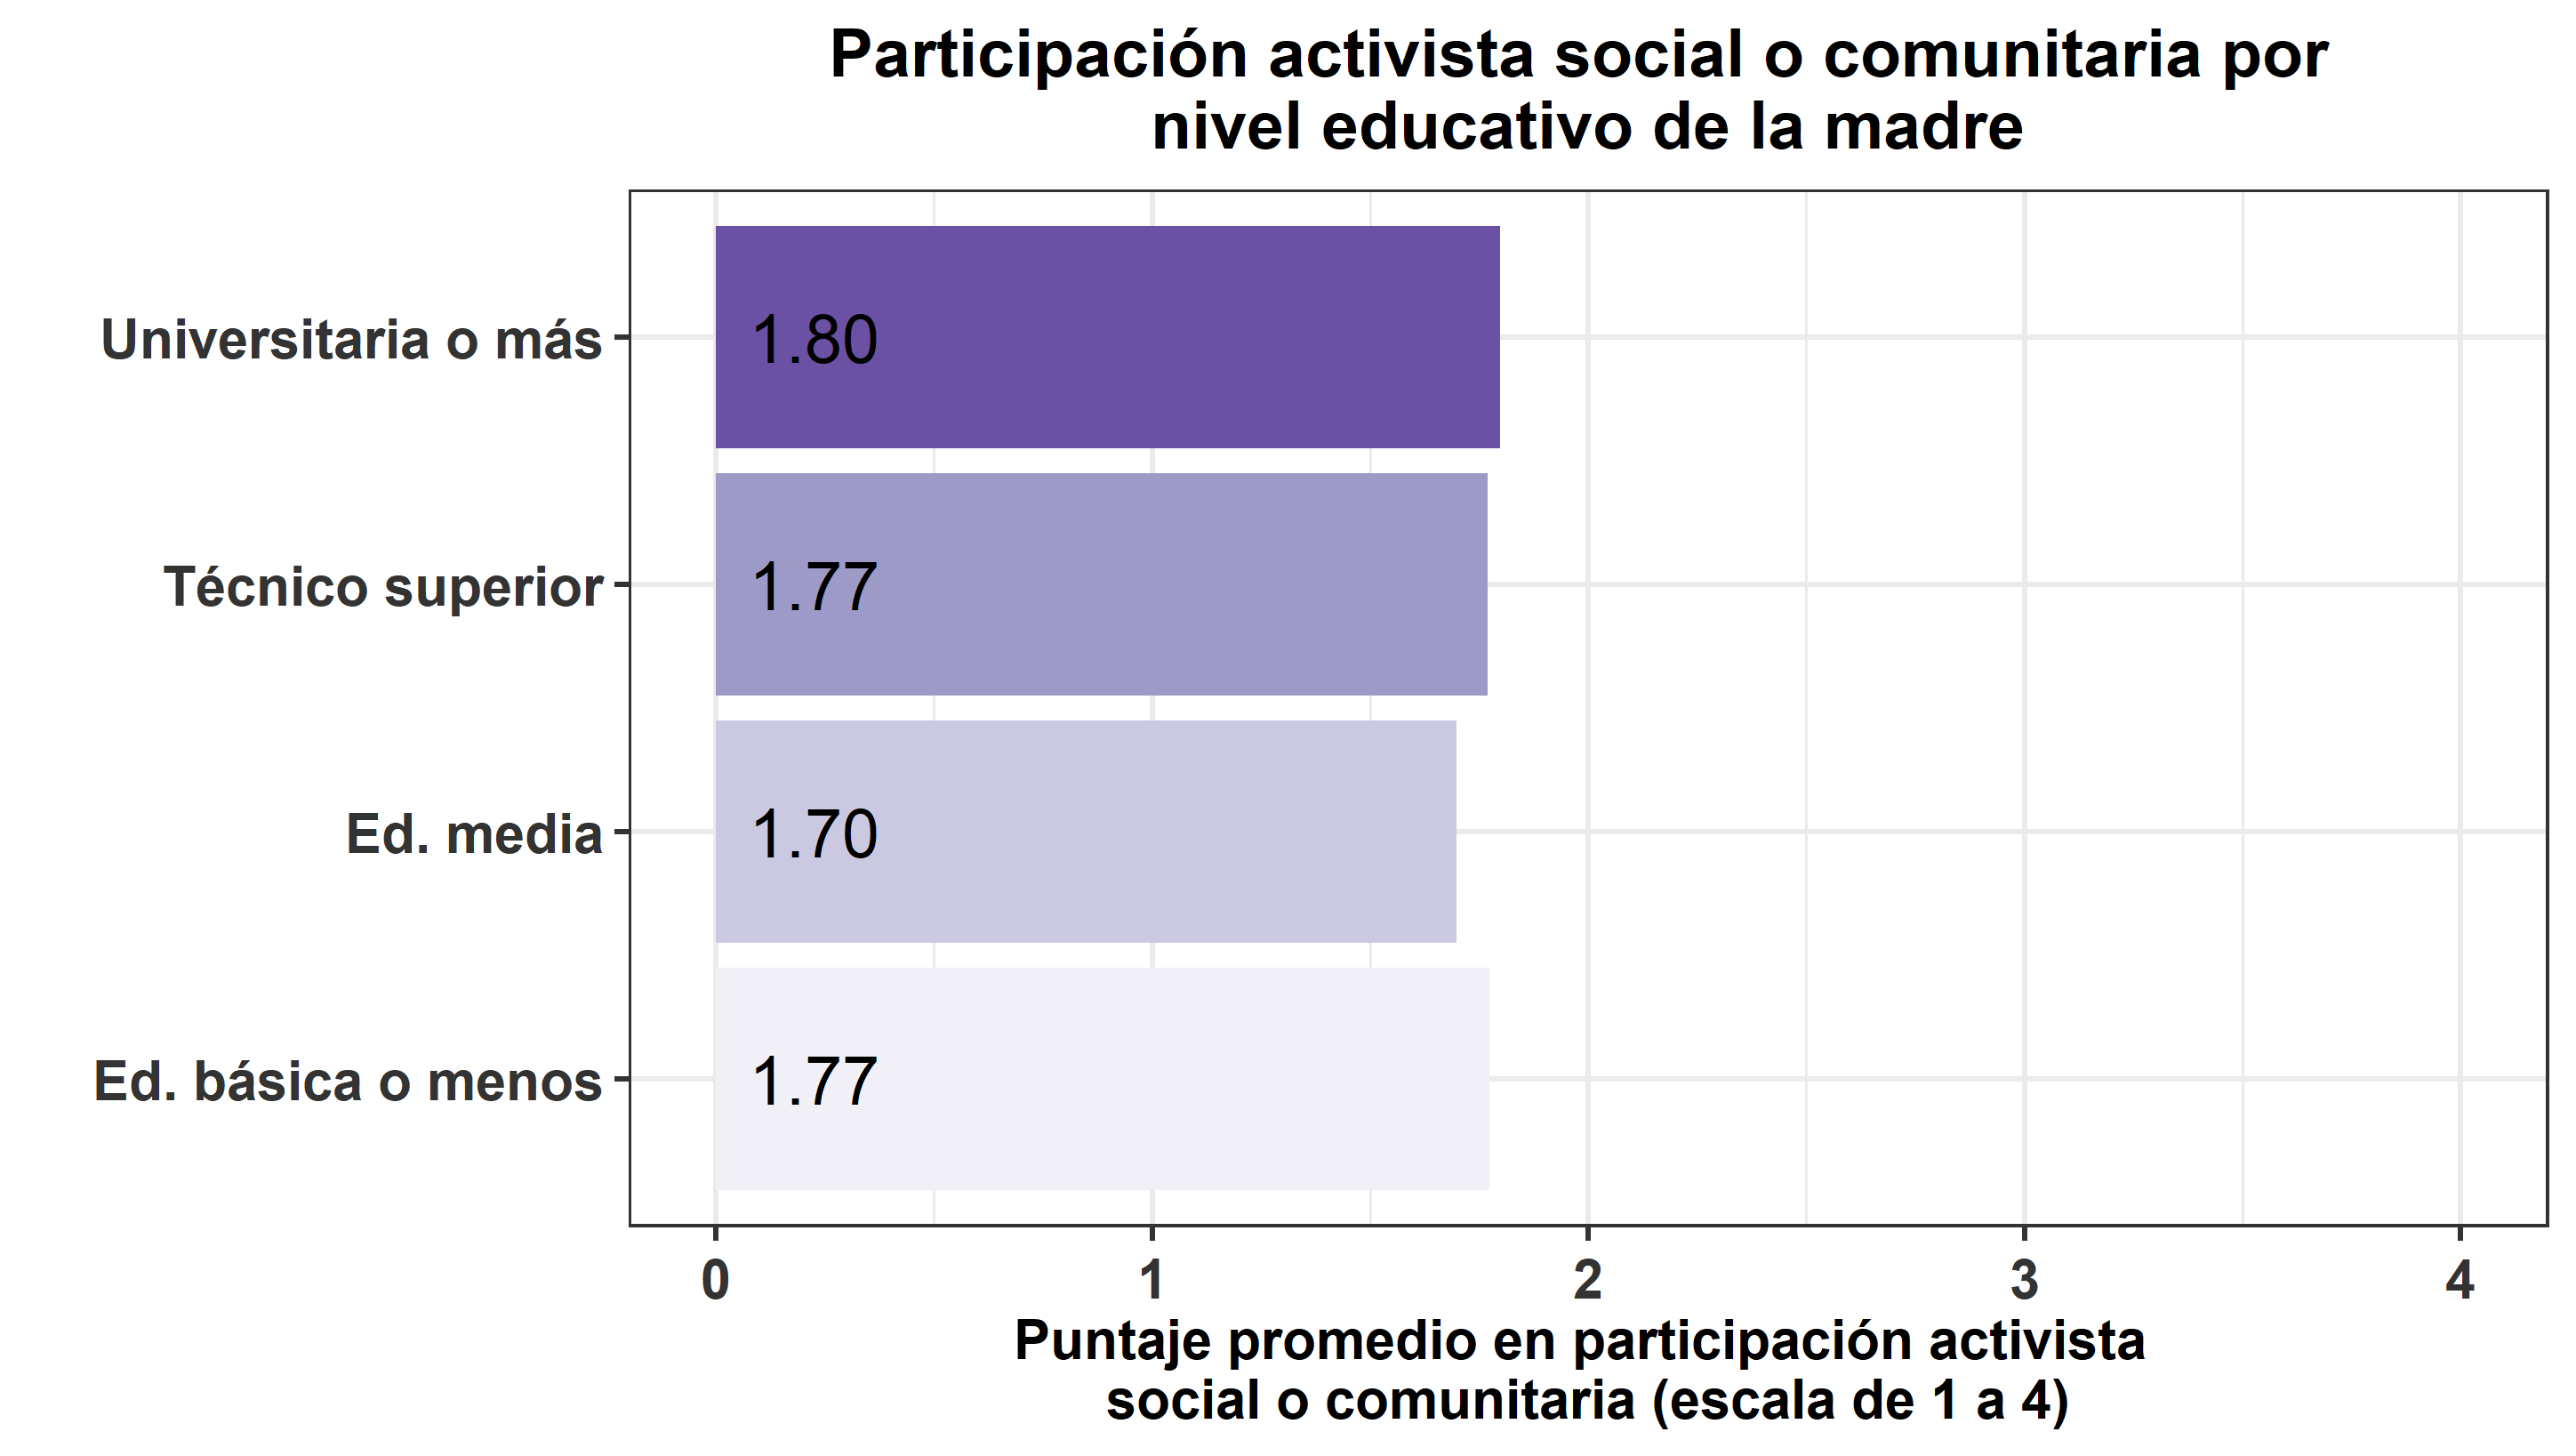 Participación activista social o comunitaria por
nivel educativo de la madre
Universitaria o más
1.80
Técnico superior
1.77
Ed. media
1.70
Ed. básica o menos
1.77
0 1 2 3 4
Puntaje promedio en participación activista
social o comunitaria (escala de 1 a 4)